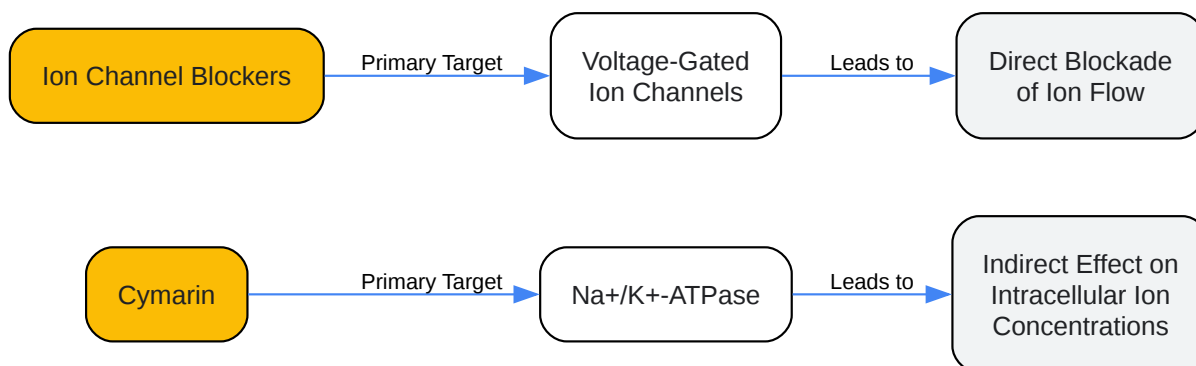 Ion Channel Blockers
Primary Target
Voltage-Gated
Ion Channels
Leads to
Direct Blockade
of Ion Flow
Cymarin
Primary Target
Na+/K+-ATPase
Leads to
Indirect Effect on
Intracellular Ion
Concentrations